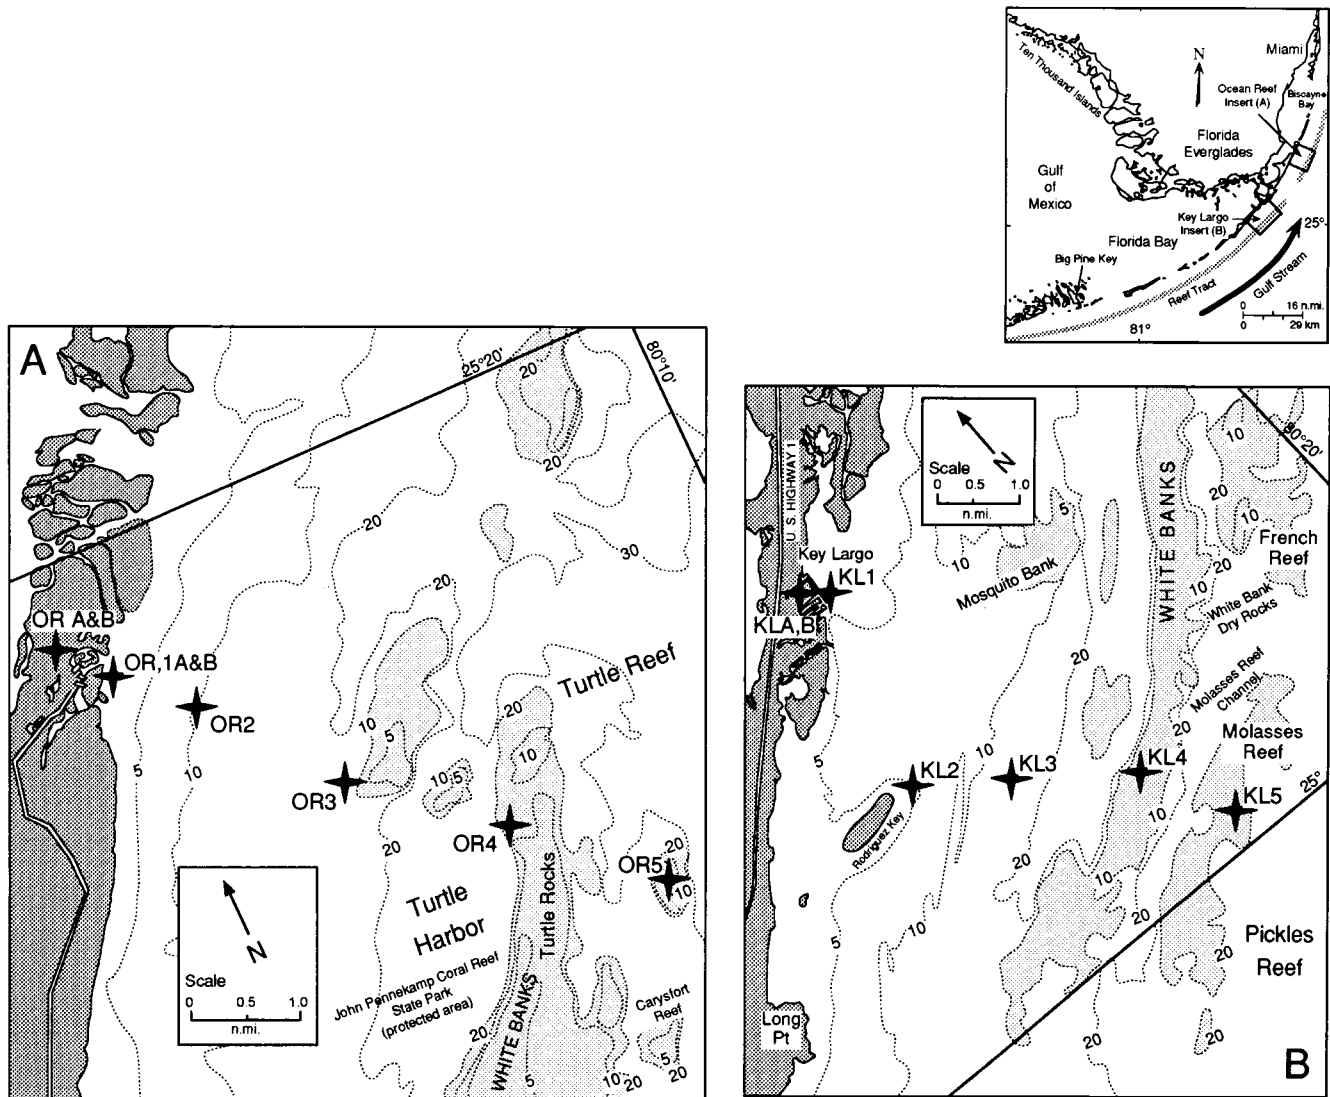 Miami
N
Ten Thousand Islands
Ocean Reef
Insert (A)
Biscayne
Bay
Florida
Everglades
Gulf
of
Mexico
Key Largo
Insert (B)
25°
Florida Bay
Big Pine Key
Reef Tract
Gulf Stream
0 16 n.mi.
0 29 km
81°
A
25°20'
80°10'
20
20
20
30
20
OR A&B
OR,1A&B
OR2
Turtle Reef
20
10
5
10
10
5
OR3
5
10
20
OR4
OR5
20
10
Turtle
Harbor
Turtle Rocks
N
Scale
0 0.5 1.0
n.mi.
John Pennekamp Coral Reef
State Park
(protected area)
WHITE BANKS
Carysfort
Reef
20
5
10
20
5
20
U.S. HIGHWAY 1
N
Scale
0 0.5 1.0
n.mi.
80°20'
10
20
10
French
Reef
5
10
Mosquito Bank
WHITE BANKS
20
10
White Bank
Dry Rocks
Key Largo
KL1
KLA,B
20
Molasses Reef
Channel
20
Molasses
Reef
5
10
KL2
KL3
KL4
KL5
25°
Rodriguez Key
10
20
10
20
5
10
20
Pickles
Reef
Long
Pt
20
20
B